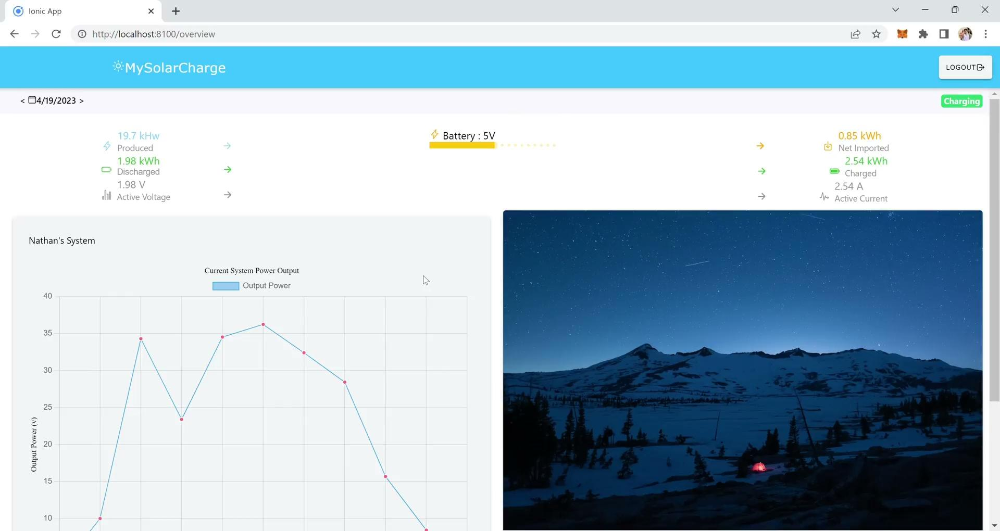 Ionic App
http://localhost:8100/overview
MySolarCharge
LOGOUT
< 4/19/2023 >
Charging
19.7 kHw
Produced
1.98 kWh
Discharged
1.98 V
Active Voltage
Battery : 5V
0.85 kWh
Net Imported
2.54 kWh
Charged
2.54 A
Active Current
Nathan's System
Current System Power Output
Output Power
40
35
30
25
20
15
10
Output Power (v)